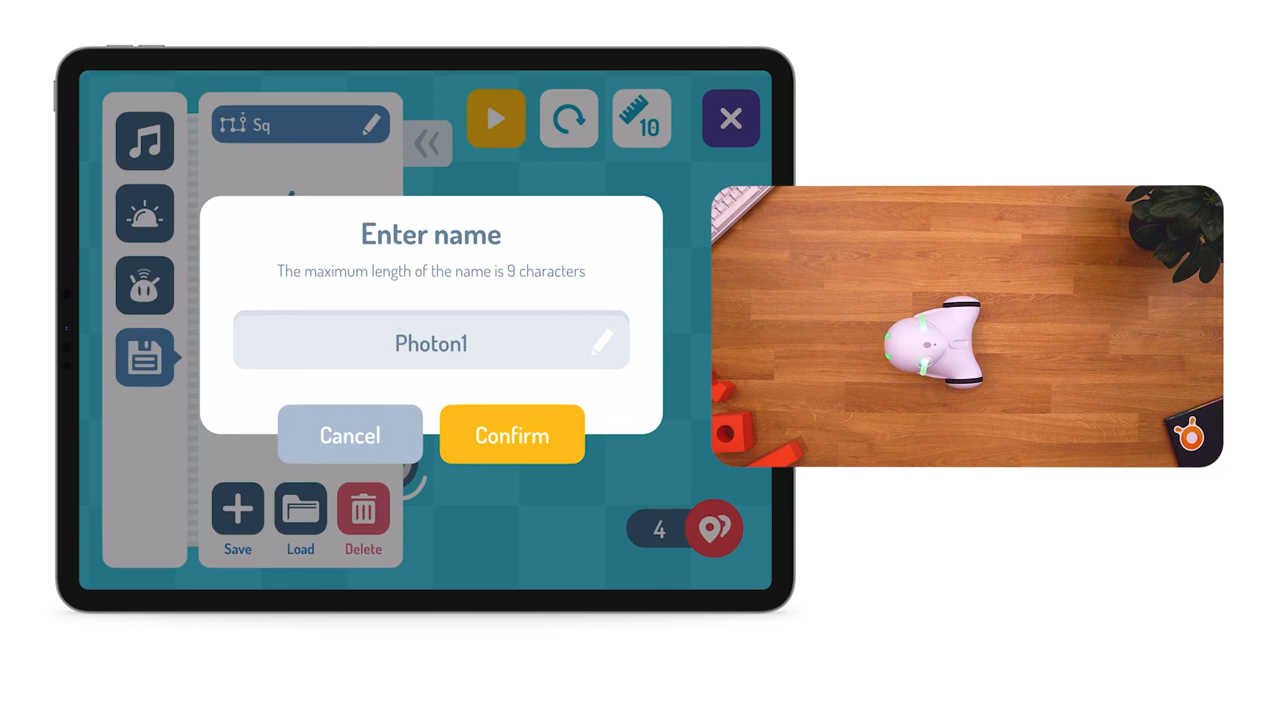 Sq
10
Enter name
The maximum length of the name is 9 characters
Photon1
Cancel
Confirm
Save
Load
Delete
4